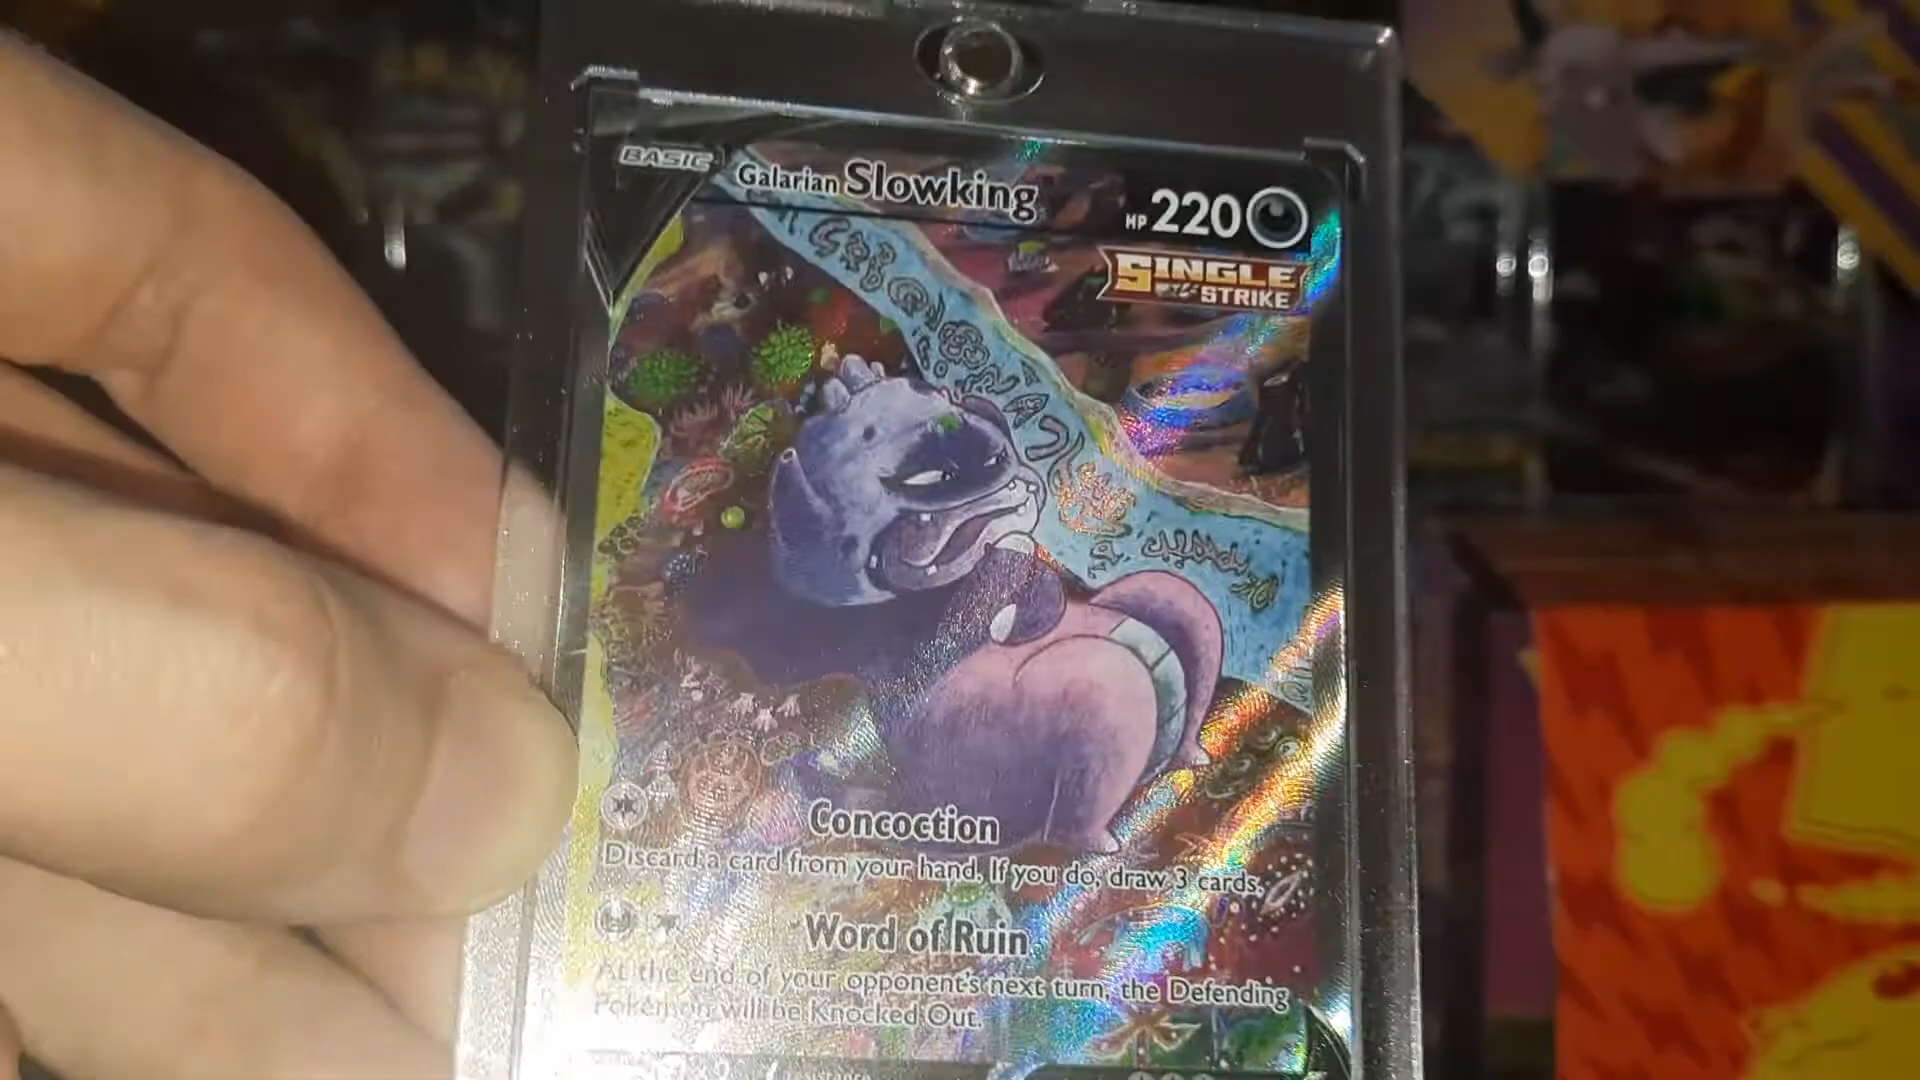 BASIC
Galarian Slowking
HP 220
SINGLE
STRIKE
Concoction
Discard a card from your hand. If you do, draw 3 cards.
Word of Ruin
At the end of your opponent's next turn, the Defending
Pokémon will be Knocked Out.